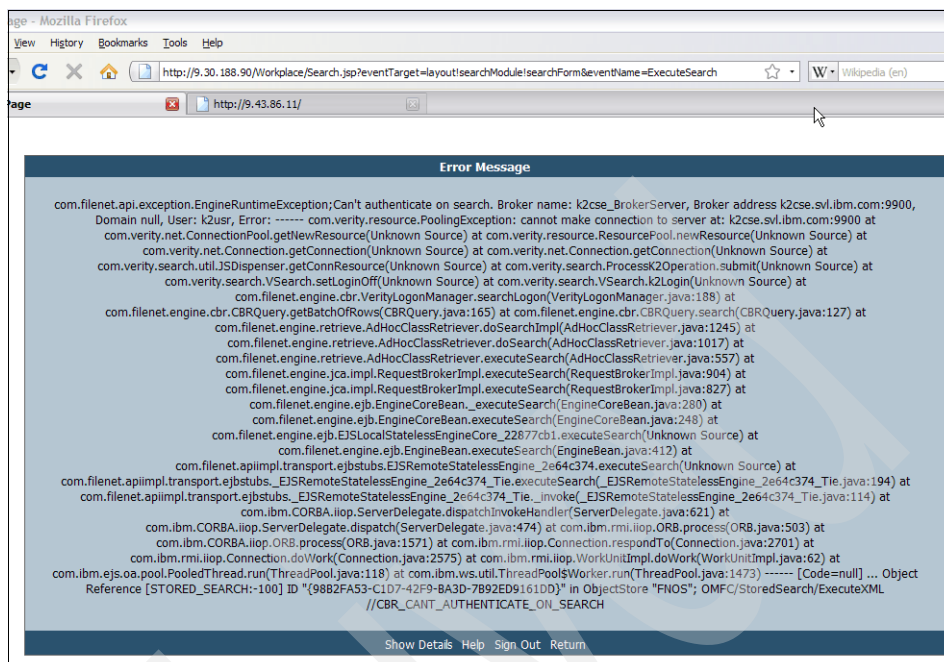 age - Mozilla Firefox
View History Bookmarks Tools Help
http://9.30.188.90/Workplace/Search.jsp?eventTarget=layout!searchModule!searchForm&eventName=ExecuteSearch W Wikipedia (en)
Page http://9.43.86.11/
Error Message
com.filenet.api.exception.EngineRuntimeException;Can't authenticate on search. Broker name: k2cse_BrokerServer, Broker address k2cse.svl.ibm.com:9900,
Domain null, User: k2usr, Error: ------ com.verity.resource.PoolingException: cannot make connection to server at: k2cse.svl.ibm.com:9900 at
com.verity.net.ConnectionPool.getNewResource(Unknown Source) at com.verity.resource.ResourcePool.newResource(Unknown Source) at
com.verity.net.Connection.getConnection(Unknown Source) at com.verity.net.Connection.getConnection(Unknown Source) at
com.verity.search.util.JSDispenser.getConnResource(Unknown Source) at com.verity.search.ProcessK2Operation.submit(Unknown Source) at
com.verity.search.VSearch.setLoginOff(Unknown Source) at com.verity.search.VSearch.k2Login(Unknown Source) at
com.filenet.engine.cbr.VerityLogonManager.searchLogon(VerityLogonManager.java:188) at
com.filenet.engine.cbr.CBRQuery.getBatchOfRows(CBRQuery.java:165) at com.filenet.engine.cbr.CBRQuery.search(CBRQuery.java:127) at
com.filenet.engine.retrieve.AdHocClassRetriever.doSearchImpl(AdHocClassRetriever.java:1245) at
com.filenet.engine.retrieve.AdHocClassRetriever.doSearch(AdHocClassRetriever.java:1017) at
com.filenet.engine.retrieve.AdHocClassRetriever.executeSearch(AdHocClassRetriever.java:557) at
com.filenet.engine.jca.impl.RequestBrokerImpl.executeSearch(RequestBrokerImpl.java:904) at
com.filenet.engine.jca.impl.RequestBrokerImpl.executeSearch(RequestBrokerImpl.java:827) at
com.filenet.engine.ejb.EngineCoreBean._executeSearch(EngineCoreBean.java:280) at
com.filenet.engine.ejb.EngineCoreBean.executeSearch(EngineCoreBean.java:248) at
com.filenet.engine.ejb.EJSLocalStatelessEngineCore_22877cb1.executeSearch(Unknown Source) at
com.filenet.engine.ejb.EngineBean.executeSearch(EngineBean.java:412) at
com.filenet.apiimpl.transport.ejbstubs.EJSRemoteStatelessEngine_2e64c374.executeSearch(Unknown Source) at
com.filenet.apiimpl.transport.ejbstubs._EJSRemoteStatelessEngine_2e64c374_Tie.executeSearch(_EJSRemoteStatelessEngine_2e64c374_Tie.java:194) at
com.filenet.apiimpl.transport.ejbstubs._EJSRemoteStatelessEngine_2e64c374_Tie._invoke(_EJSRemoteStatelessEngine_2e64c374_Tie.java:114) at
com.ibm.CORBA.iiop.ServerDelegate.dispatchInvokeHandler(ServerDelegate.java:621) at
com.ibm.CORBA.iiop.ServerDelegate.dispatch(ServerDelegate.java:474) at com.ibm.rmi.iiop.ORB.process(ORB.java:503) at
com.ibm.CORBA.iiop.ORB.process(ORB.java:1571) at com.ibm.rmi.iiop.Connection.respondTo(Connection.java:2701) at
com.ibm.rmi.iiop.Connection.doWork(Connection.java:2575) at com.ibm.rmi.iiop.WorkUnitImpl.doWork(WorkUnitImpl.java:62) at
com.ibm.ejs.oa.pool.PooledThread.run(ThreadPool.java:118) at com.ibm.ws.util.ThreadPool$Worker.run(ThreadPool.java:1473) ------ [Code=null] ... Object
Reference [STORED_SEARCH:-100] ID "{98B2FA53-C1D7-42F9-BA3D-7B92ED9161DD}" in ObjectStore "FNOS"; OMFC/StoredSearch/ExecuteXML
//CBR_CANT_AUTHENTICATE_ON_SEARCH
Show Details Help Sign Out Return